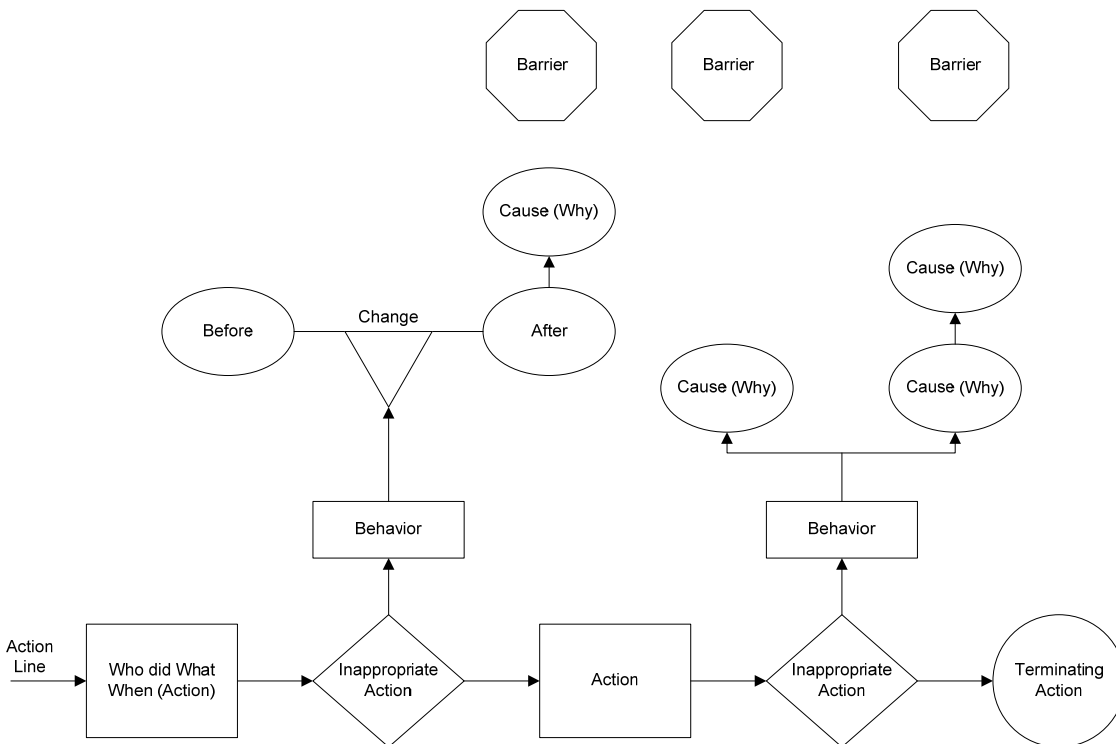 Barrier
Barrier
Barrier
Cause (Why)
Cause (Why)
Before
Change
After
Cause (Why)
Cause (Why)
Behavior
Behavior
Action
Line
Who did What
When (Action)
Inappropriate
Action
Action
Inappropriate
Action
Terminating
Action